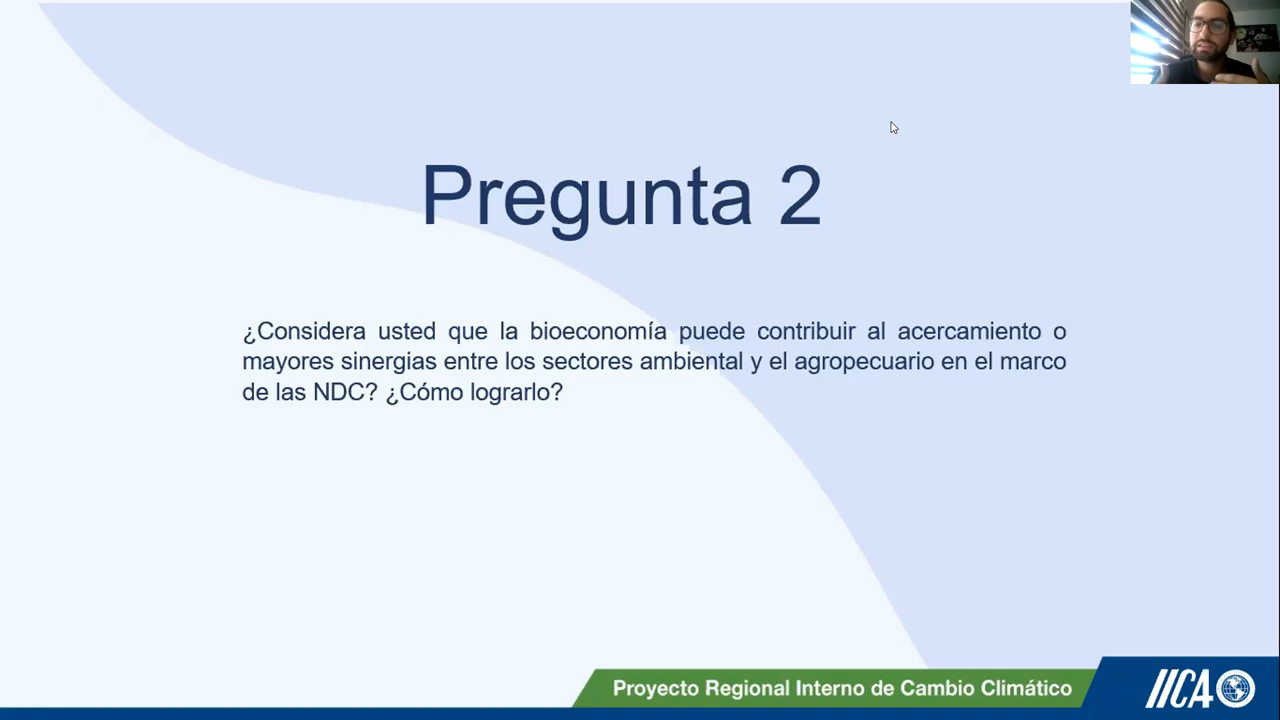 Pregunta 2
¿Considera usted que la bioeconomía puede contribuir al acercamiento o
mayores sinergias entre los sectores ambiental y el agropecuario en el marco
de las NDC? ¿Cómo lograrlo?
Proyecto Regional Interno de Cambio Climático
IICA